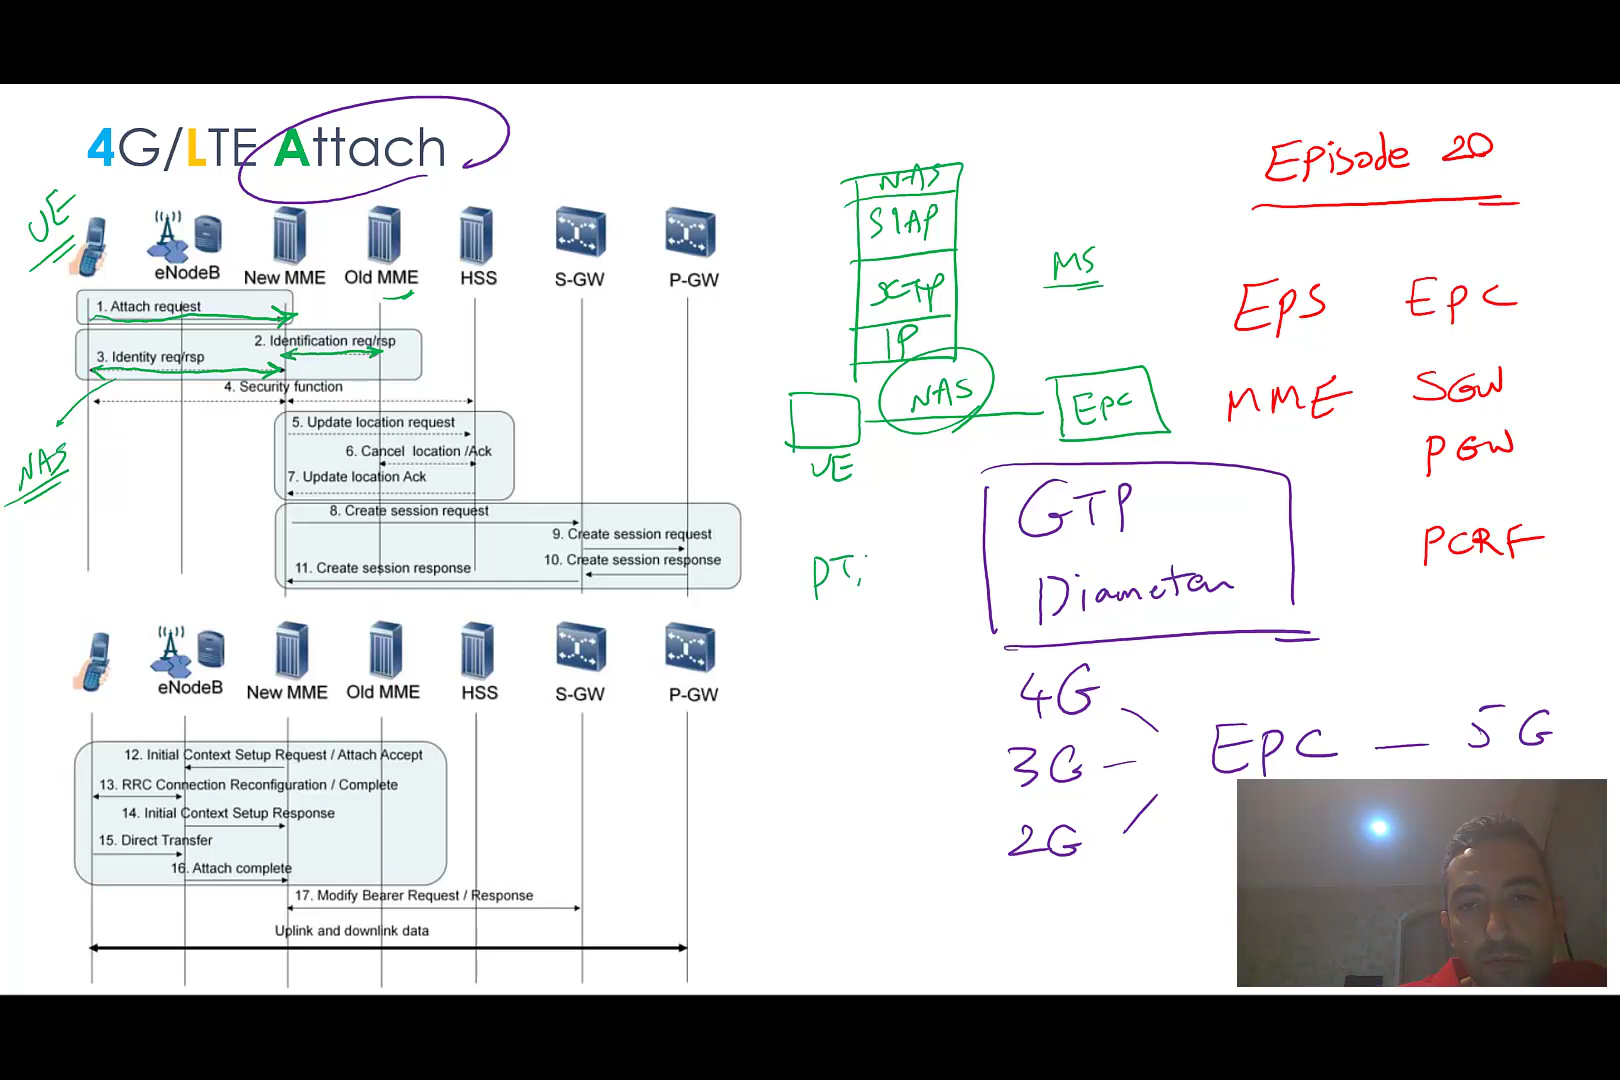 4G/LTE Attach
UE
eNodeB
New MME
Old MME
HSS
S-GW
P-GW
1. Attach request
2. Identification req/rsp
3. Identity req/rsp
4. Security function
5. Update location request
6. Cancel location /Ack
7. Update location Ack
8. Create session request
9. Create session request
10. Create session response
11. Create session response
NAS
eNodeB
New MME
Old MME
HSS
S-GW
P-GW
12. Initial Context Setup Request / Attach Accept
13. RRC Connection Reconfiguration / Complete
14. Initial Context Setup Response
15. Direct Transfer
16. Attach complete
17. Modify Bearer Request / Response
Uplink and downlink data
NAS
S1AP
SCTP
IP
MS
NAS
UE
EPC
PTi
GTP
Diameter
4G
3G
2G
EPC — 5G
Episode 20
EPS EPC
MME SGW
PGW
PCRF